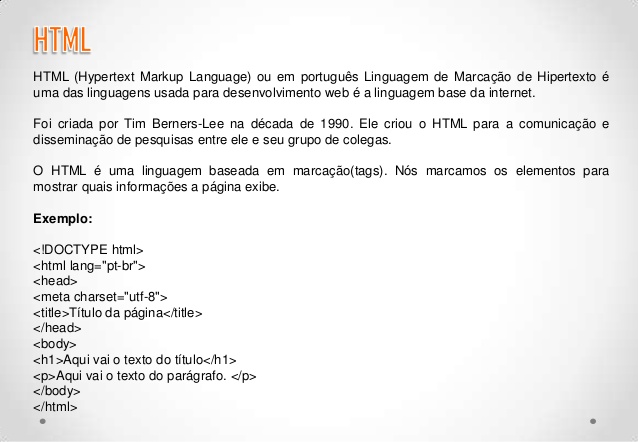 HTML
HTML (Hypertext Markup Language) ou em português Linguagem de Marcação de Hipertexto é
uma das linguagens usada para desenvolvimento web é a linguagem base da internet.
Foi criada por Tim Berners-Lee na década de 1990. Ele criou o HTML para a comunicação e
disseminação de pesquisas entre ele e seu grupo de colegas.
O HTML é uma linguagem baseada em marcação(tags). Nós marcamos os elementos para
mostrar quais informações a página exibe.
Exemplo:
<!DOCTYPE html>
<html lang="pt-br">
<head>
<meta charset="utf-8">
<title>Título da página</title>
</head>
<body>
<h1>Aqui vai o texto do título</h1>
<p>Aqui vai o texto do parágrafo. </p>
</body>
</html>